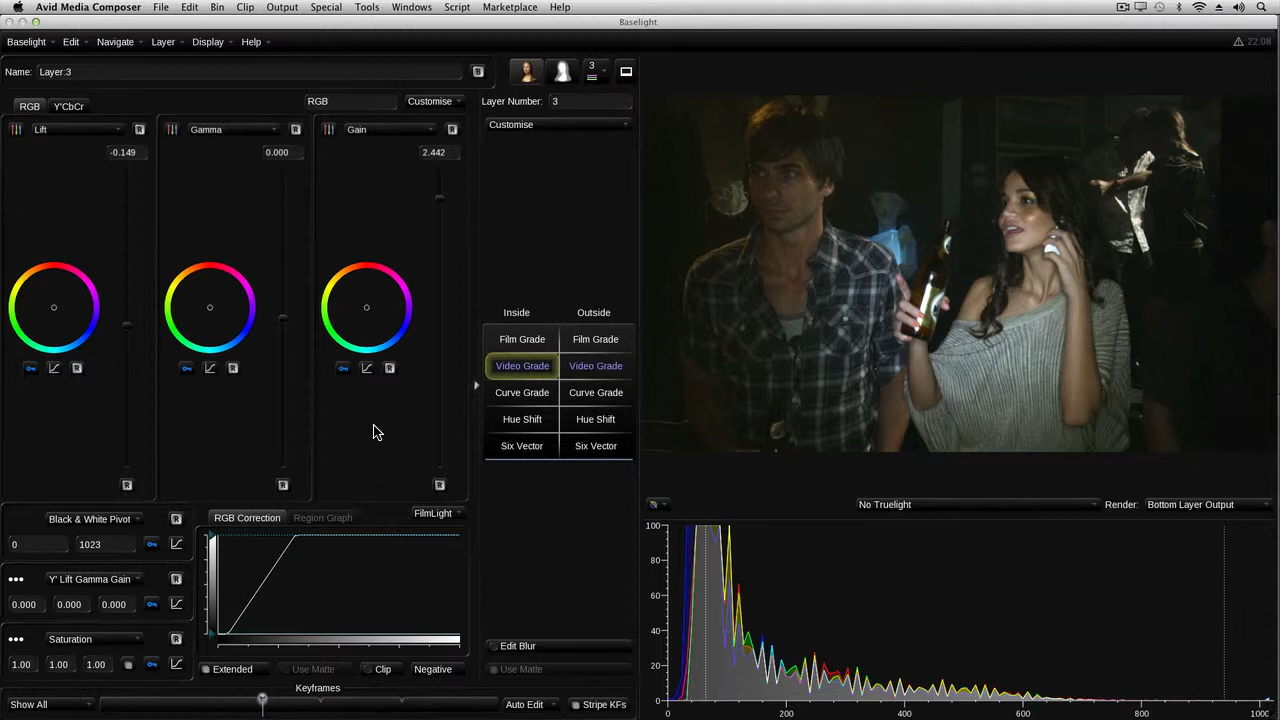 Avid Media Composer File Edit Bin Clip Output Special Tools Windows Script Marketplace Help
Baselight
Baselight Edit Navigate Layer Display Help 22:08
Name: Layer:3 B 3
RGB Y'CbCr RGB Customise Layer Number: 3
Lift R Gamma R Gain R Customise
-0.149 0.000 2.442
Inside Outside
Film Grade Film Grade
Video Grade Video Grade
R R R
Curve Grade Curve Grade
Hue Shift Hue Shift
Six Vector Six Vector
R R R
No Truelight Render: Bottom Layer Output
Black & White Pivot R RGB Correction Region Graph FilmLight
0 1023
Y' Lift Gamma Gain R
0.000 0.000 0.000
Saturation R
1.00 1.00 1.00
Extended Use Matte Clip Negative
Edit Blur
Use Matte
Keyframes
Show All Auto Edit Stripe KFs
100
80
60
40
20
0
0 200 400 600 800 1000